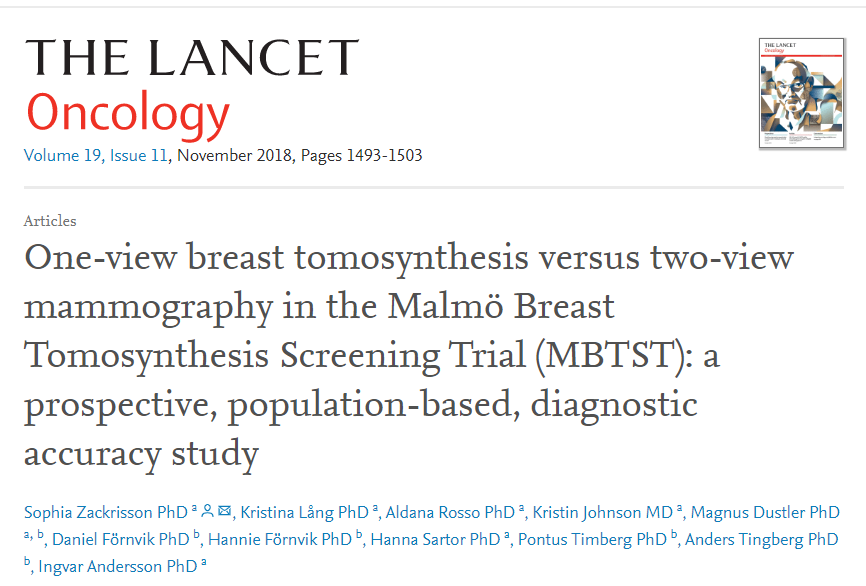 THE LANCET
Oncology
Volume 19, Issue 11, November 2018, Pages 1493-1503
THE LANCET
Oncology
Articles
One-view breast tomosynthesis versus two-view
mammography in the Malmö Breast
Tomosynthesis Screening Trial (MBTST): a
prospective, population-based, diagnostic
accuracy study
Sophia Zackrisson PhD a, Kristina Lång PhD a, Aldana Rosso PhD a, Kristin Johnson MD a, Magnus Dustler PhD
a, b, Daniel Förnvik PhD b, Hannie Förnvik PhD b, Hanna Sartor PhD a, Pontus Timberg PhD b, Anders Tingberg PhD
b, Ingvar Andersson PhD a